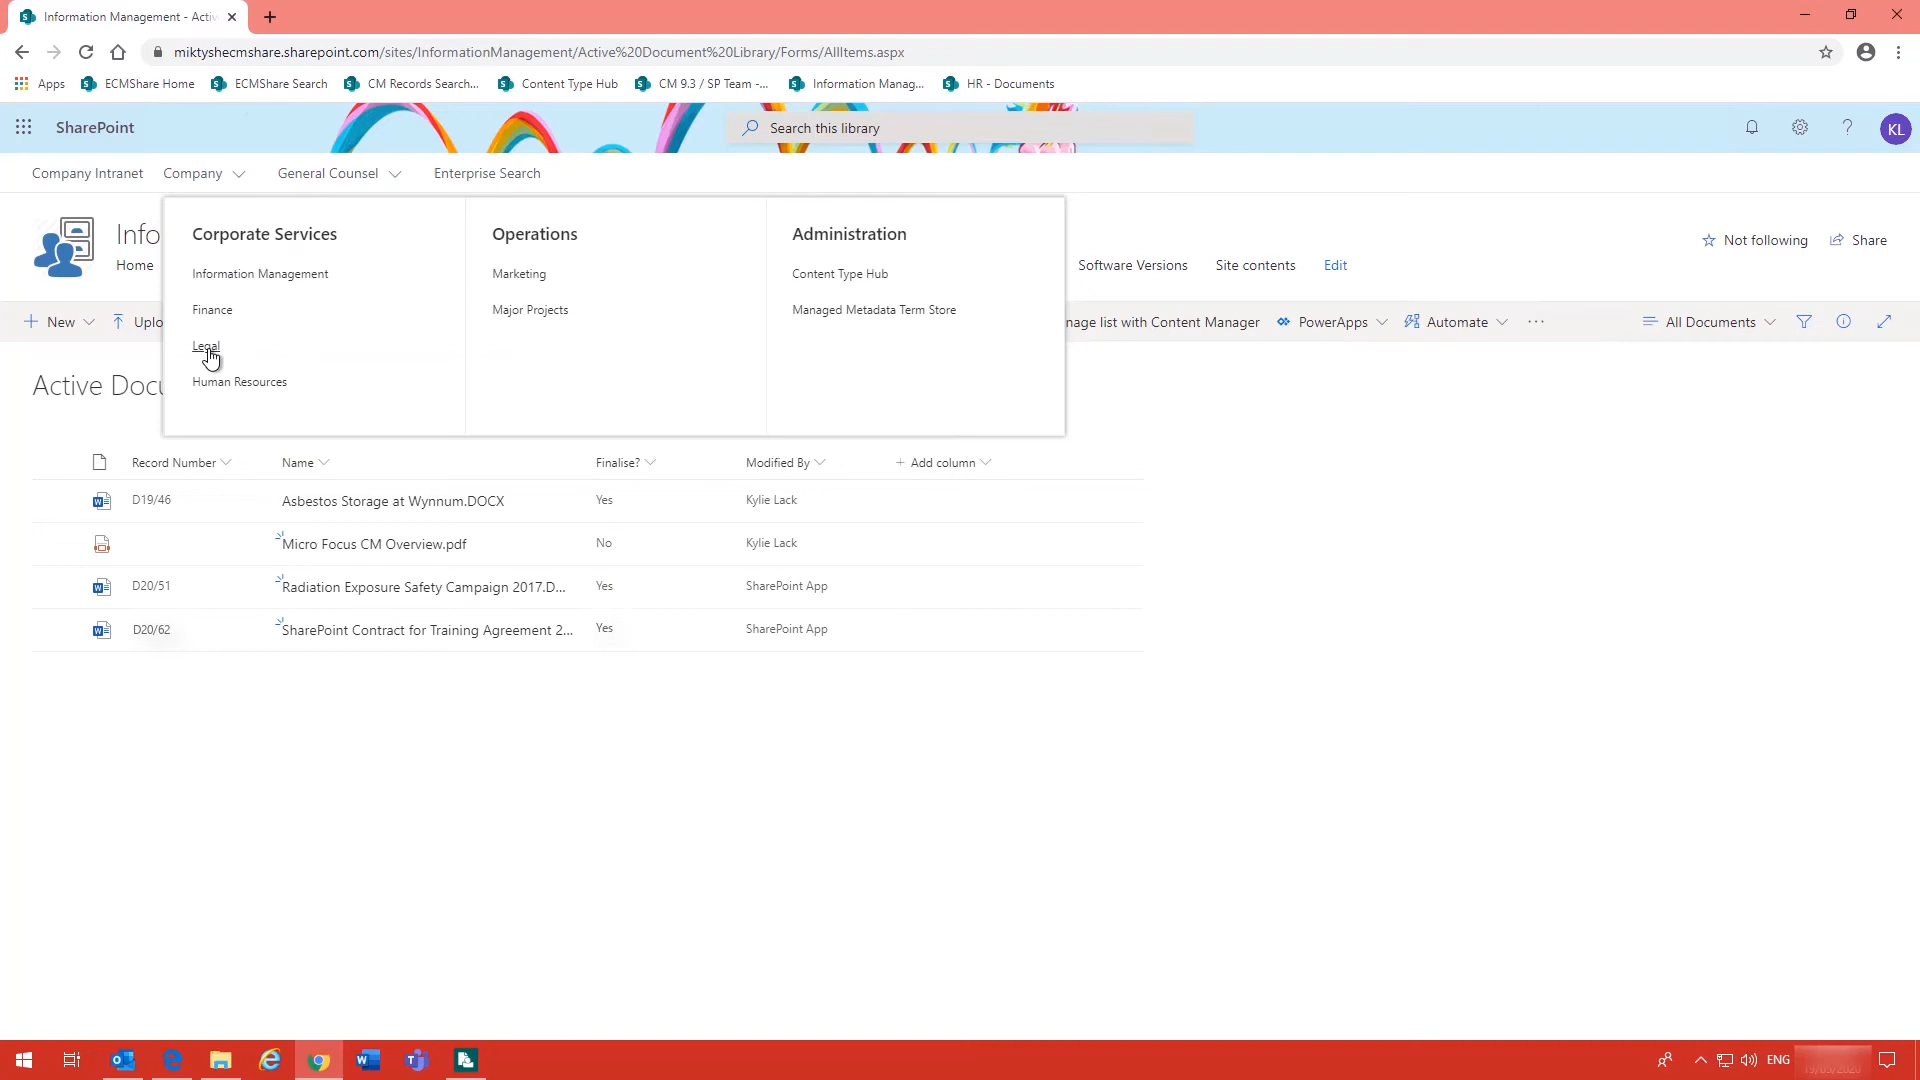 Information Management - Activ
miktyshecmshare.sharepoint.com/sites/InformationManagement/Active%20Document%20Library/Forms/AllItems.aspx
Apps ECMShare Home ECMShare Search CM Records Search... Content Type Hub CM 9.3 / SP Team -... Information Manag... HR - Documents
SharePoint Search this library ? KL
Company Intranet Company General Counsel Enterprise Search
Info
Home
Corporate Services
Information Management
Finance
Legal
Human Resources
Operations
Marketing
Major Projects
Administration
Content Type Hub
Managed Metadata Term Store
Software Versions Site contents Edit
Not following Share
New Uplo nage list with Content Manager PowerApps Automate ... All Documents
Active Docu
Record Number Name Finalise? Modified By + Add column
D19/46 Asbestos Storage at Wynnum.DOCX Yes Kylie Lack
Micro Focus CM Overview.pdf No Kylie Lack
D20/51 Radiation Exposure Safety Campaign 2017.D... Yes SharePoint App
D20/62 SharePoint Contract for Training Agreement 2... Yes SharePoint App
ENG